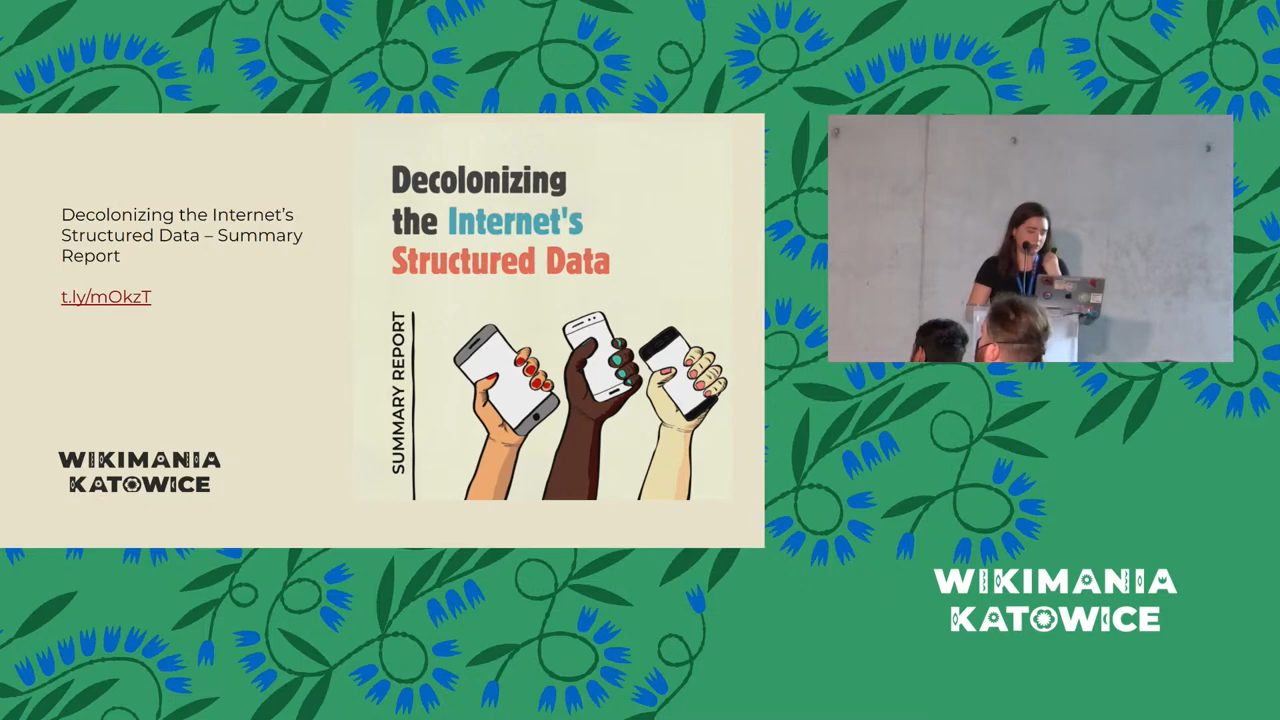 Decolonizing the Internet’s
Structured Data – Summary
Report
t.ly/mOkzT
WIKIMANIA
KATOWICE
Decolonizing
the Internet's
Structured Data
SUMMARY REPORT
WIKIMANIA
KATOWICE